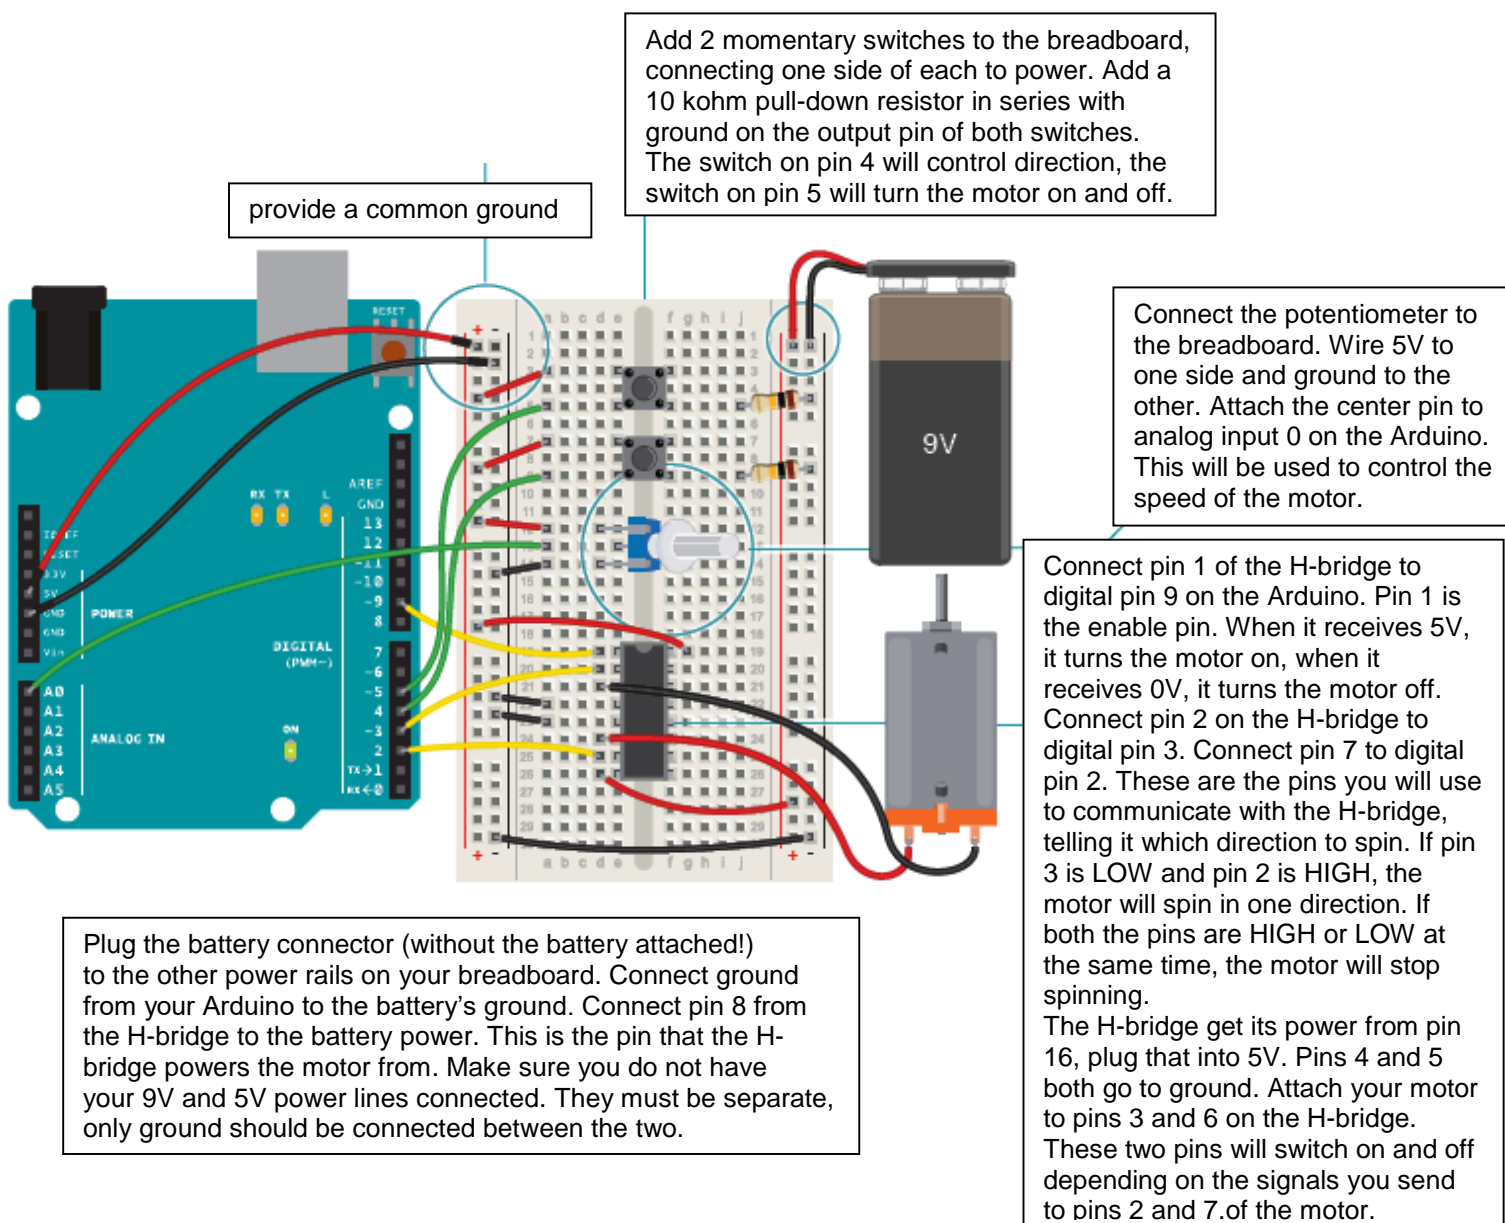 Add 2 momentary switches to the breadboard,
connecting one side of each to power. Add a
10 kohm pull-down resistor in series with
ground on the output pin of both switches.
The switch on pin 4 will control direction, the
switch on pin 5 will turn the motor on and off.
provide a common ground
Connect the potentiometer to
the breadboard. Wire 5V to
one side and ground to the
other. Attach the center pin to
analog input 0 on the Arduino.
This will be used to control the
speed of the motor.
Connect pin 1 of the H-bridge to
digital pin 9 on the Arduino. Pin 1 is
the enable pin. When it receives 5V,
it turns the motor on, when it
receives 0V, it turns the motor off.
Connect pin 2 on the H-bridge to
digital pin 3. Connect pin 7 to digital
pin 2. These are the pins you will use
to communicate with the H-bridge,
telling it which direction to spin. If pin
3 is LOW and pin 2 is HIGH, the
motor will spin in one direction. If
both the pins are HIGH or LOW at
the same time, the motor will stop
spinning.
The H-bridge get its power from pin
16, plug that into 5V. Pins 4 and 5
both go to ground. Attach your motor
to pins 3 and 6 on the H-bridge.
These two pins will switch on and off
depending on the signals you send
to pins 2 and 7.of the motor.
Plug the battery connector (without the battery attached!)
to the other power rails on your breadboard. Connect ground
from your Arduino to the battery’s ground. Connect pin 8 from
the H-bridge to the battery power. This is the pin that the H-
bridge powers the motor from. Make sure you do not have
your 9V and 5V power lines connected. They must be separate,
only ground should be connected between the two.
9V
RESET
AREF
GND
13
12
~11
~10
~9
8
7
~6
~5
4
~3
2
TX→1
RX←0
DIGITAL
(PWM~)
RX TX L
ON
5V
GND
GND
Vin
POWER
A0
A1
A2
A3
A4
A5
ANALOG IN
+ -
a b c d e
f g h i j
+ -
a b c d e
f g h i j
+ -